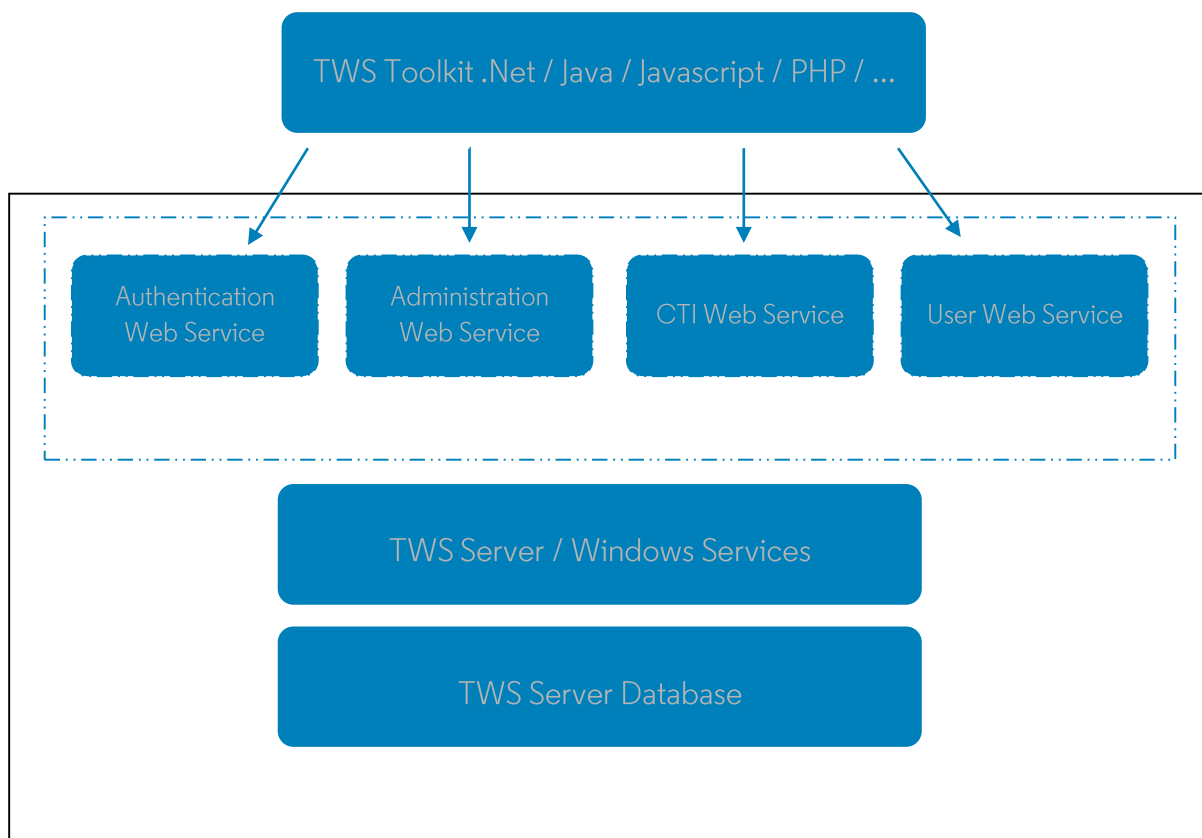 TWS Toolkit .Net / Java / Javascript / PHP / ...
Authentication
Web Service
Administration
Web Service
CTI Web Service
User Web Service
TWS Server / Windows Services
TWS Server Database